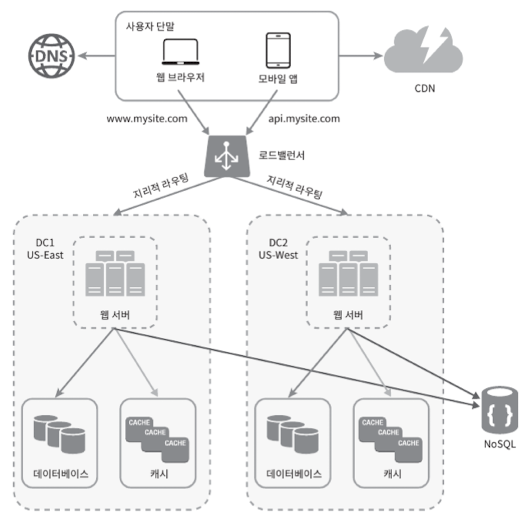 사용자 단말
DNS
웹 브라우저
모바일 앱
CDN
www.mysite.com
api.mysite.com
로드밸런서
지리적 라우팅
지리적 라우팅
DC1
US-East
웹 서버
DC2
US-West
웹 서버
CACHE
CACHE
CACHE
데이터베이스
캐시
CACHE
CACHE
CACHE
데이터베이스
캐시
{ }
NoSQL